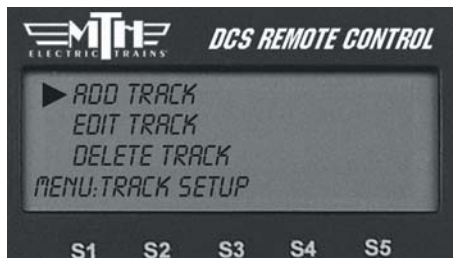 MTH DCS REMOTE CONTROL
ELECTRIC TRAINS
ADD TRACK
EDIT TRACK
DELETE TRACK
MENU:TRACK SETUP
S1 S2 S3 S4 S5